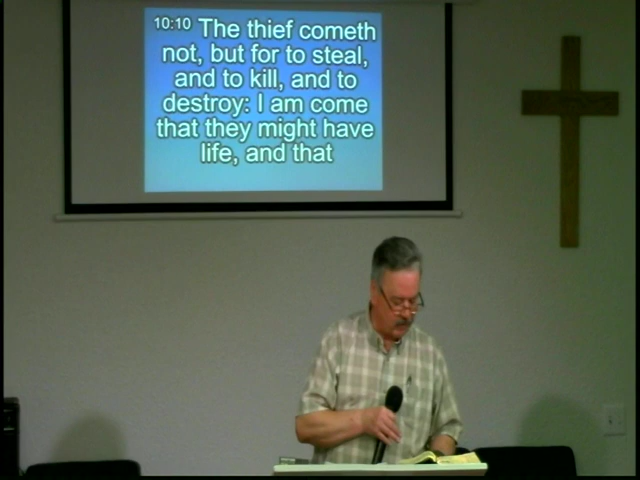 10:10 The thief cometh
not, but for to steal,
and to kill, and to
destroy: I am come
that they might have
life, and that